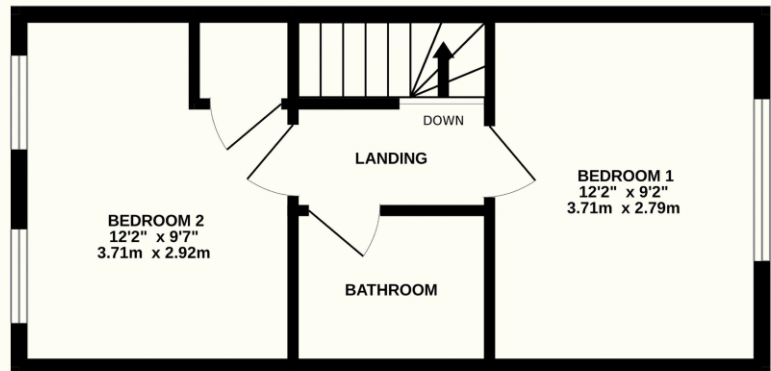 DOWN
LANDING
BEDROOM 1
12'2" x 9'2"
3.71m x 2.79m
BEDROOM 2
12'2" x 9'7"
3.71m x 2.92m
BATHROOM